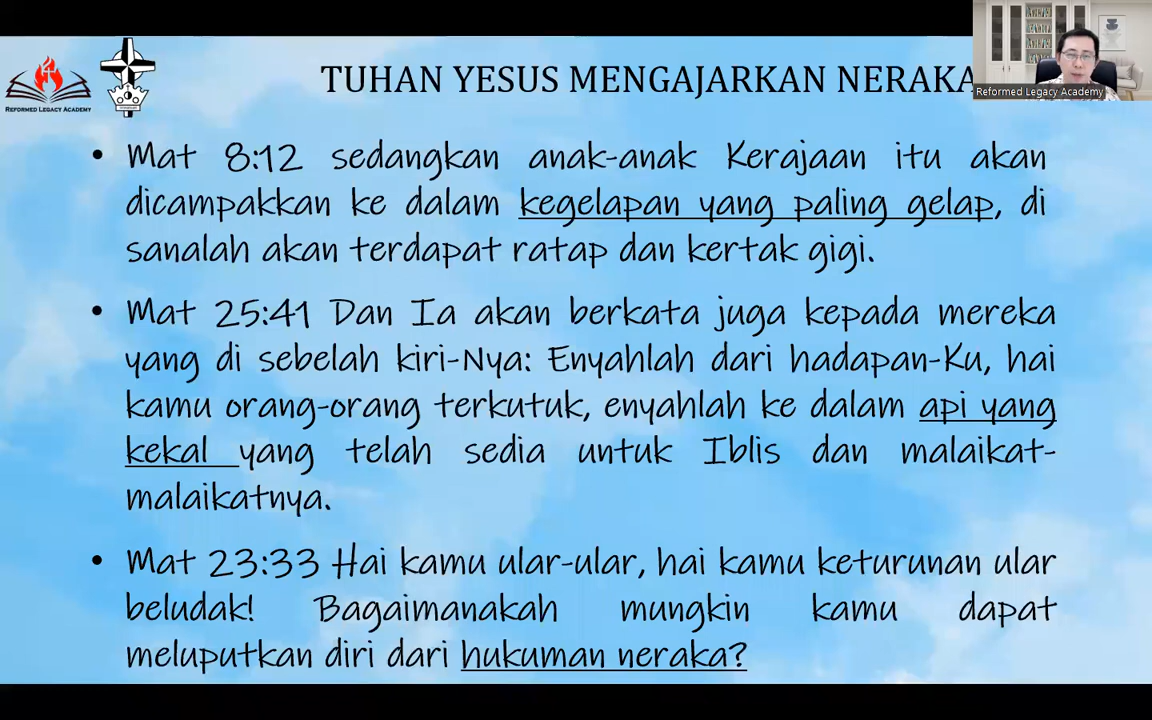 TUHAN YESUS MENGAJARKAN NERAKA
Reformed Legacy Academy
REFORMED LEGACY ACADEMY
• Mat 8:12 sedangkan anak-anak Kerajaan itu akan
dicampakkan ke dalam kegelapan yang paling gelap, di
sanalah akan terdapat ratap dan kertak gigi.
• Mat 25:41 Dan Ia akan berkata juga kepada mereka
yang di sebelah kiri-Nya: Enyahlah dari hadapan-Ku, hai
kamu orang-orang terkutuk, enyahlah ke dalam api yang
kekal yang telah sedia untuk Iblis dan malaikat-
malaikatnya.
• Mat 23:33 Hai kamu ular-ular, hai kamu keturunan ular
beludak! Bagaimanakah mungkin kamu dapat
meluputkan diri dari hukuman neraka?